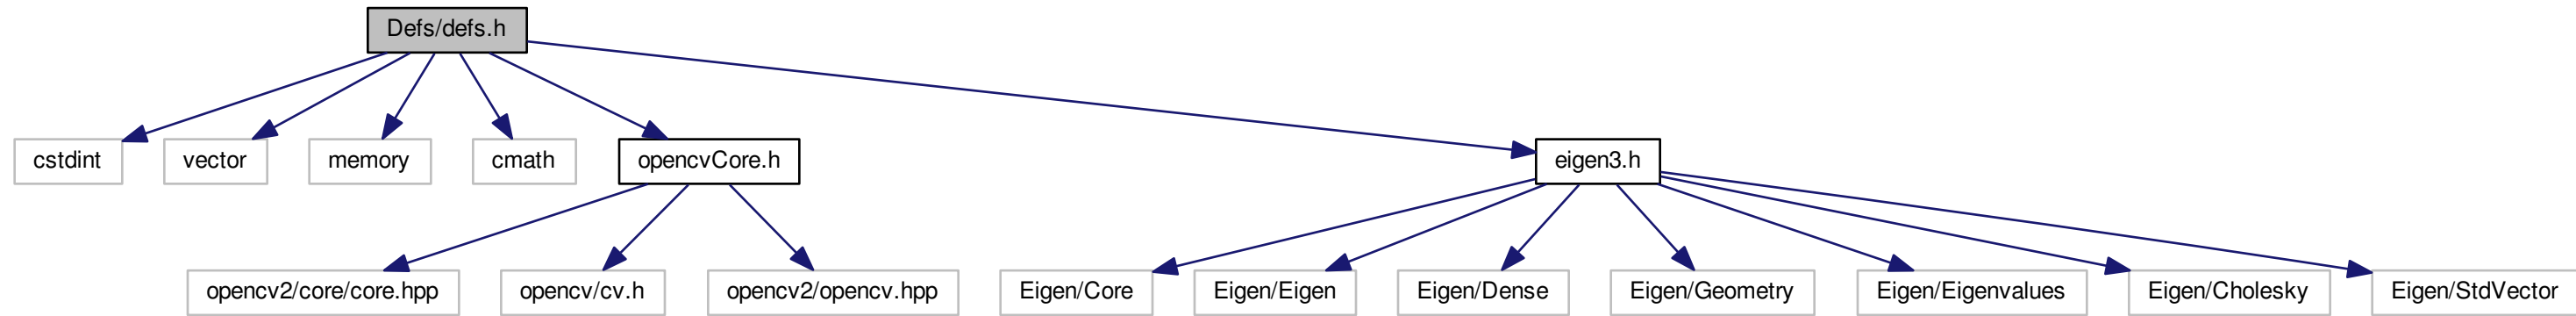 Defs/defs.h
cstdint
vector
memory
cmath
opencvCore.h
eigen3.h
opencv2/core/core.hpp
opencv/cv.h
opencv2/opencv.hpp
Eigen/Core
Eigen/Eigen
Eigen/Dense
Eigen/Geometry
Eigen/Eigenvalues
Eigen/Cholesky
Eigen/StdVector